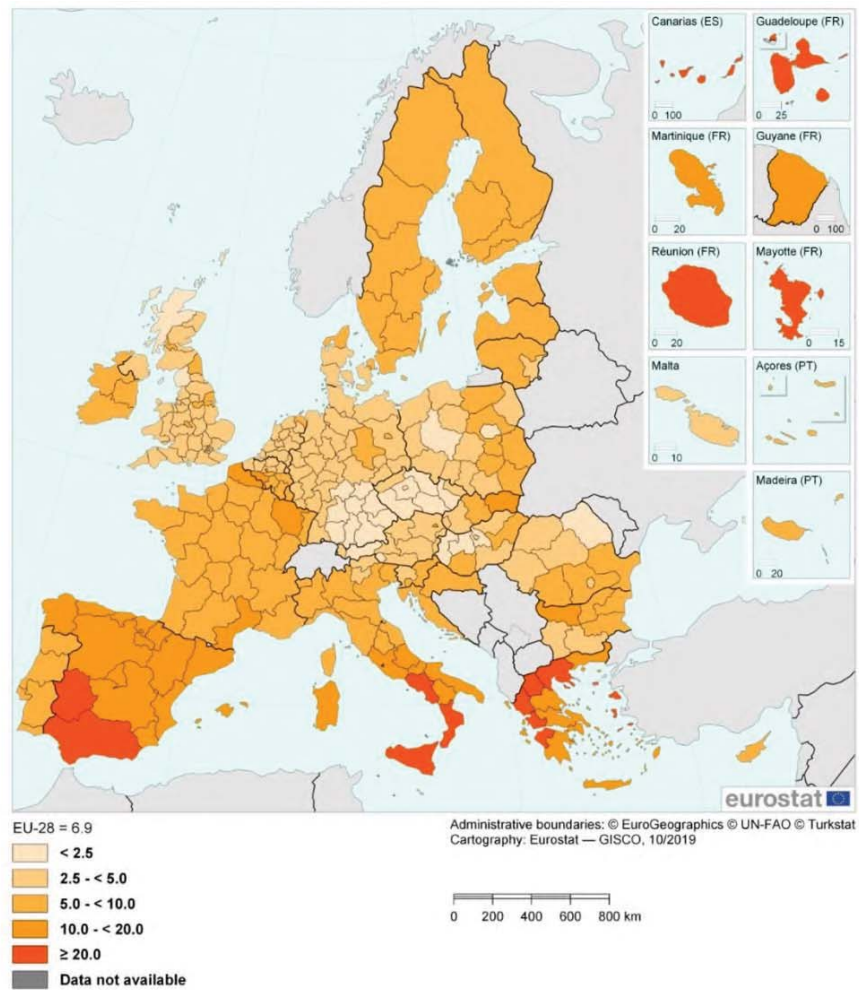 Canarias (ES)
0 100
Guadeloupe (FR)
0 25
Martinique (FR)
0 20
Guyane (FR)
0 100
Réunion (FR)
0 20
Mayotte (FR)
0 15
Malta
0 10
Açores (PT)
Madeira (PT)
0 20
eurostat
EU-28 = 6.9
< 2.5
2.5 - < 5.0
5.0 - < 10.0
10.0 - < 20.0
≥ 20.0
Data not available
Administrative boundaries: © EuroGeographics © UN-FAO © Turkstat
Cartography: Eurostat — GISCO, 10/2019
0 200 400 600 800 km